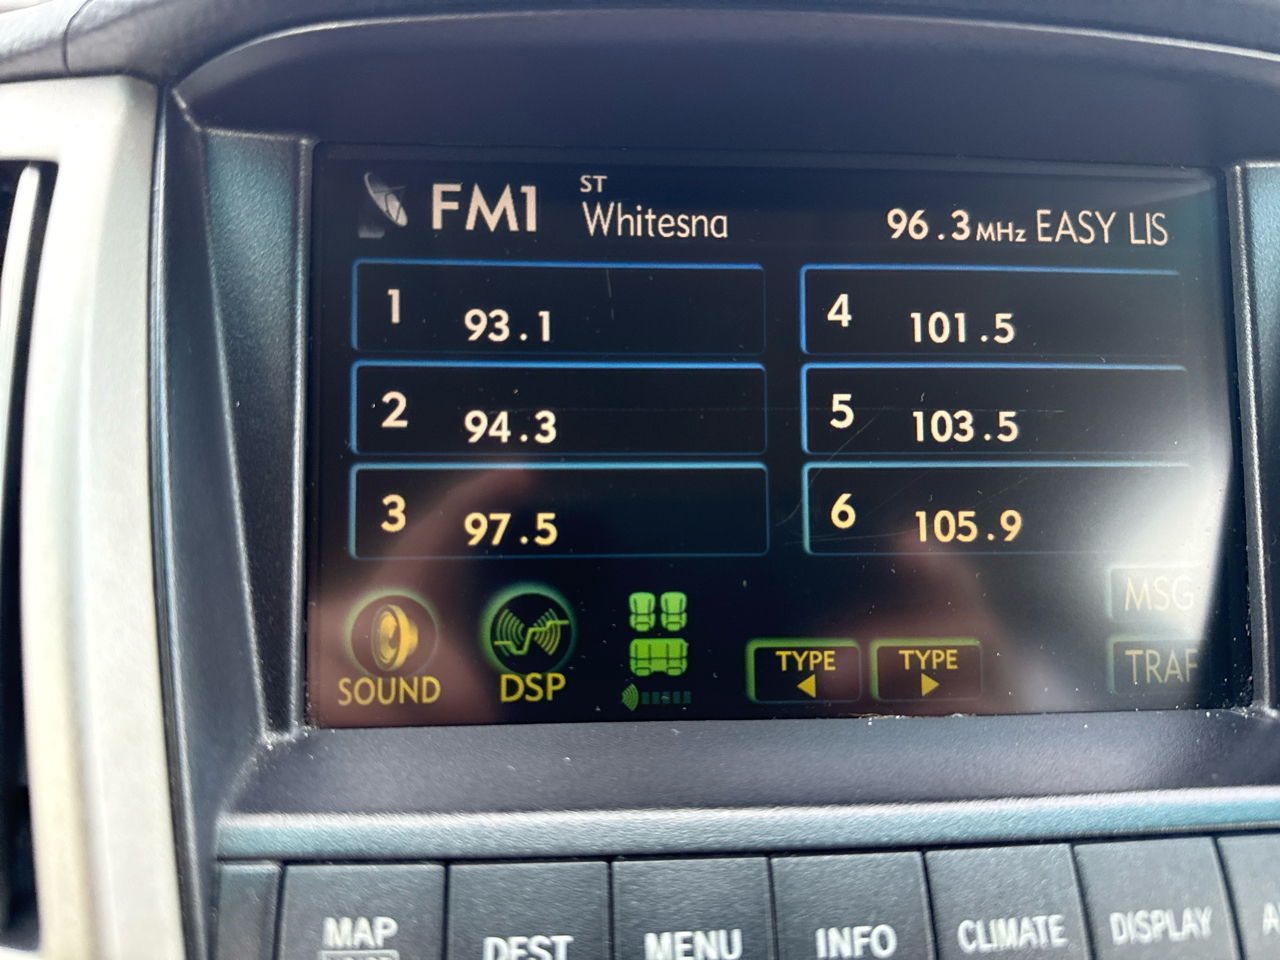 FM1 ST Whitesna 96.3 MHz EASY LIS
1 93.1
2 94.3
3 97.5
4 101.5
5 103.5
6 105.9
MSG
SOUND DSP TYPE TYPE TRAF
MAP DEST MENU INFO CLIMATE DISPLAY